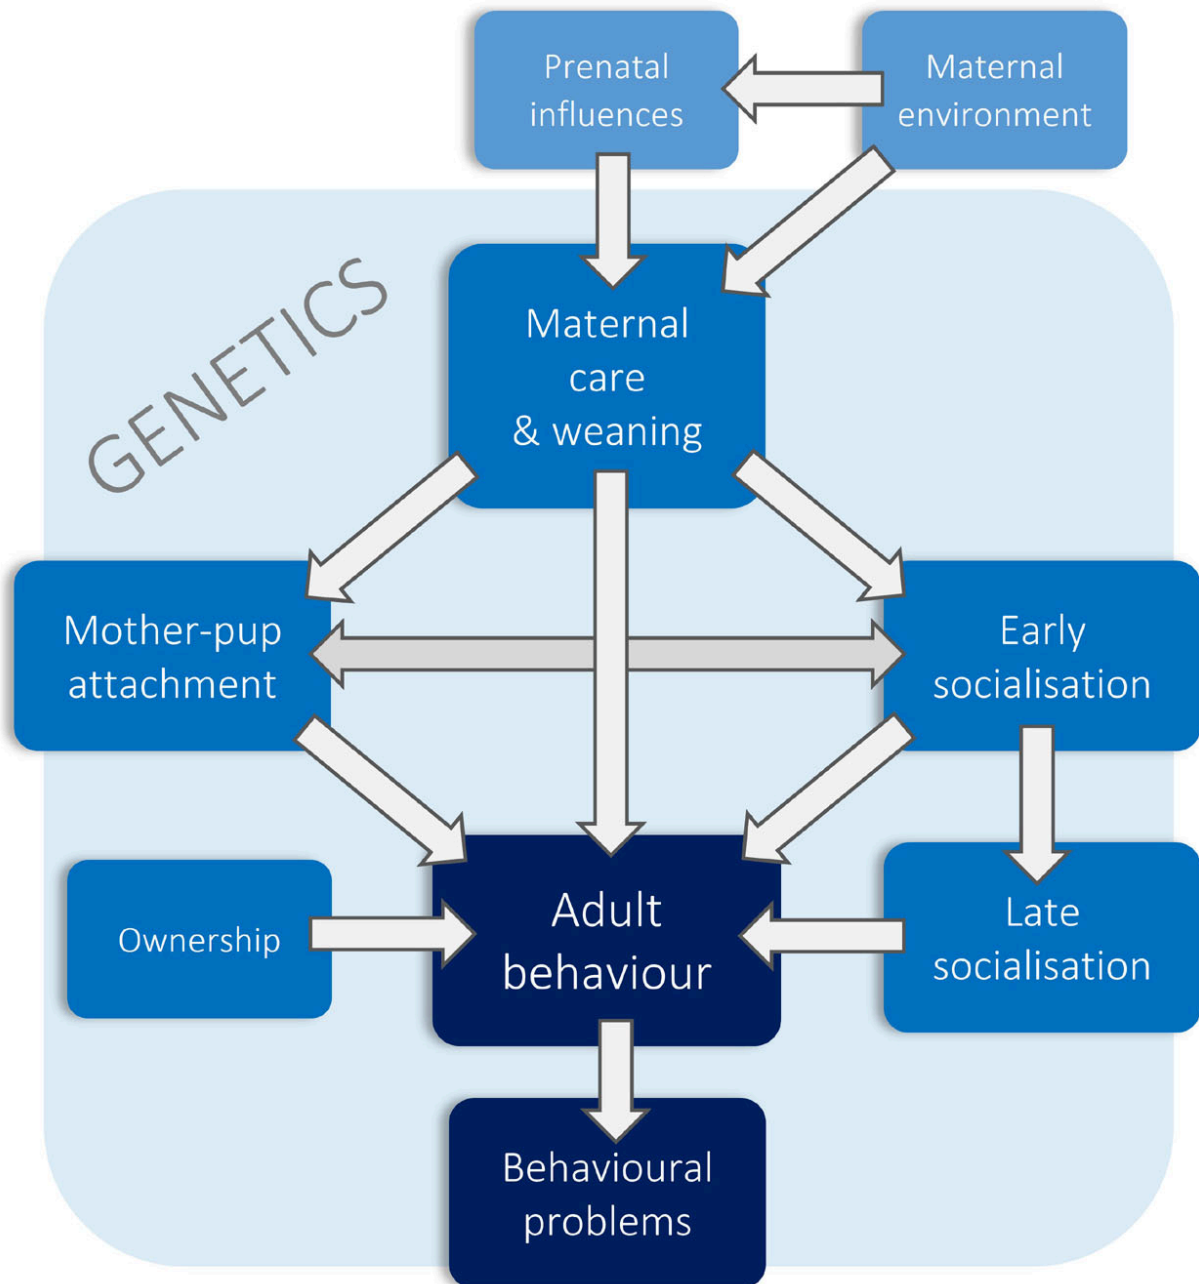 Prenatal
influences
Maternal
environment
GENETICS
Maternal
care
& weaning
Mother-pup
attachment
Early
socialisation
Ownership
Adult
behaviour
Late
socialisation
Behavioural
problems